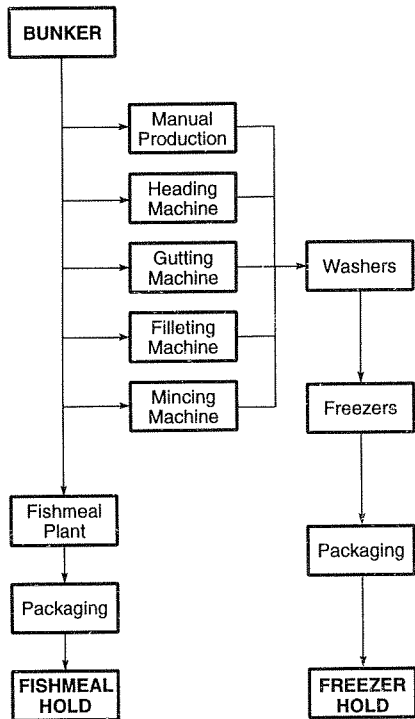 BUNKER
Manual
Production
Heading
Machine
Gutting
Machine
Washers
Filleting
Machine
Mincing
Machine
Freezers
Fishmeal
Plant
Packaging
Packaging
FISHMEAL
HOLD
FREEZER
HOLD